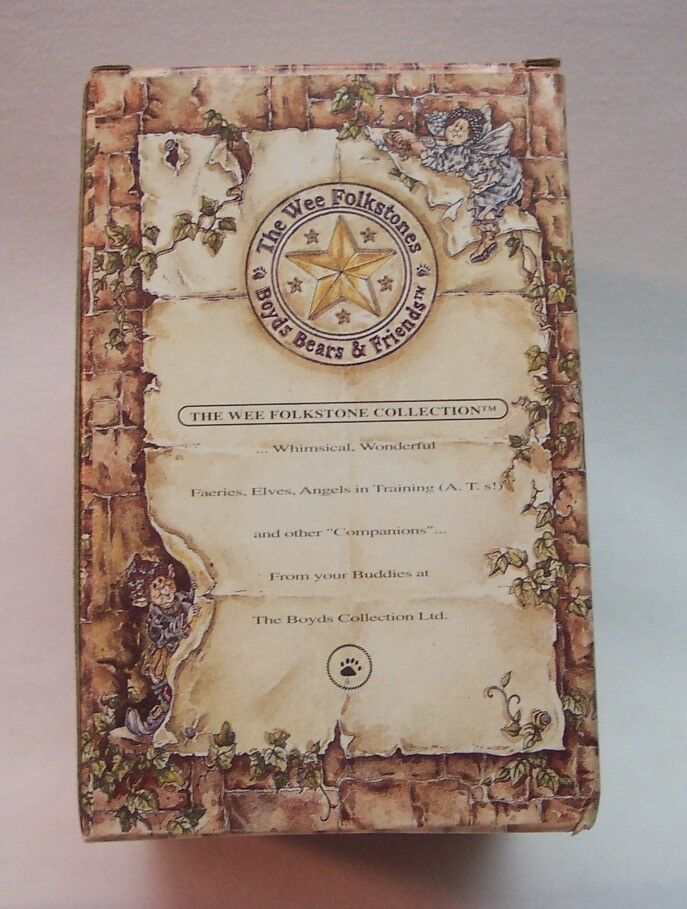 The Wee Folkstones
Boyds Bears & Friends™
THE WEE FOLKSTONE COLLECTION™
... Whimsical, Wonderful
Faeries, Elves, Angels in Training (A. T. s!)
and other "Companions"...
From your Buddies at
The Boyds Collection Ltd.